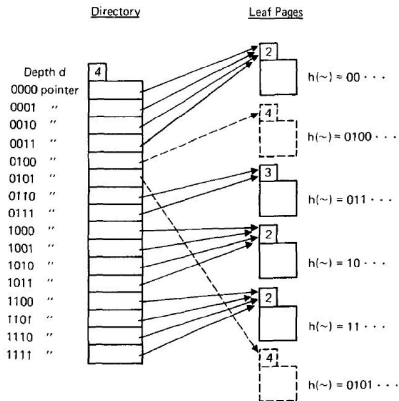 Directory Leaf Pages
Depth d 4
0000 pointer
0001 "
0010 "
0011 "
0100 "
0101 "
0110 "
0111 "
1000 "
1001 "
1010 "
1011 "
1100 "
1101 "
1110 "
1111 "
2
h(~) = 00 · · ·
4
h(~) = 0100 · · ·
3
h(~) = 011 · · ·
2
h(~) = 10 · · ·
2
h(~) = 11 · · ·
4
h(~) = 0101 · · ·